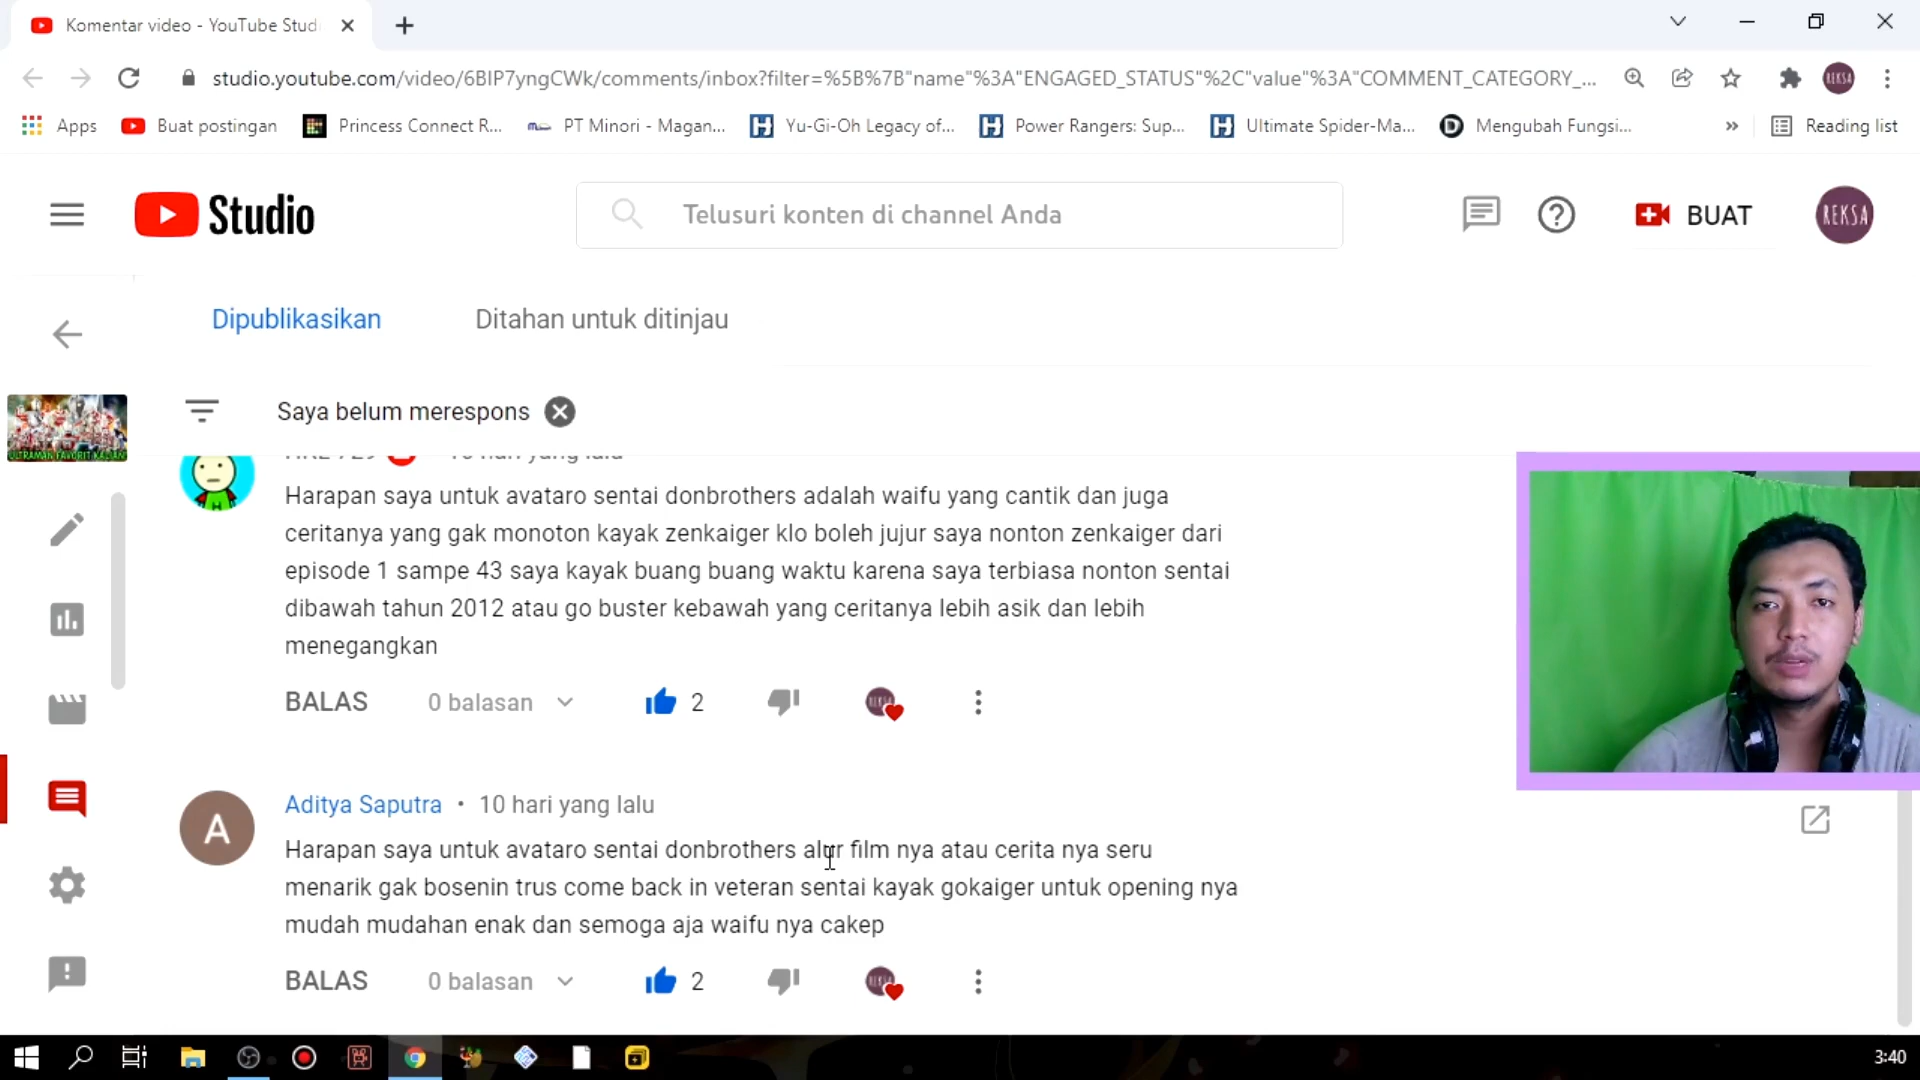 Komentar video - YouTube Stud
studio.youtube.com/video/6BIP7yngCWk/comments/inbox?filter=%5B%7B"name"%3A"ENGAGED_STATUS"%2C"value"%3A"COMMENT_CATEGORY_...
REKSA
Apps
Buat postingan
Princess Connect R...
PT Minori - Magan...
Yu-Gi-Oh Legacy of...
Power Rangers: Sup...
Ultimate Spider-Ma...
Mengubah Fungsi...
»
Reading list
Studio
Telusuri konten di channel Anda
BUAT
REKSA
Dipublikasikan
Ditahan untuk ditinjau
ULTRAMAN FAVORIT KALIAN
Saya belum merespons
Harapan saya untuk avataro sentai donbrothers adalah waifu yang cantik dan juga
ceritanya yang gak monoton kayak zenkaiger klo boleh jujur saya nonton zenkaiger dari
episode 1 sampe 43 saya kayak buang buang waktu karena saya terbiasa nonton sentai
dibawah tahun 2012 atau go buster kebawah yang ceritanya lebih asik dan lebih
menegangkan
BALAS
0 balasan
2
A
Aditya Saputra • 10 hari yang lalu
Harapan saya untuk avataro sentai donbrothers alur film nya atau cerita nya seru
menarik gak bosenin trus come back in veteran sentai kayak gokaiger untuk opening nya
mudah mudahan enak dan semoga aja waifu nya cakep
BALAS
0 balasan
2
3:40